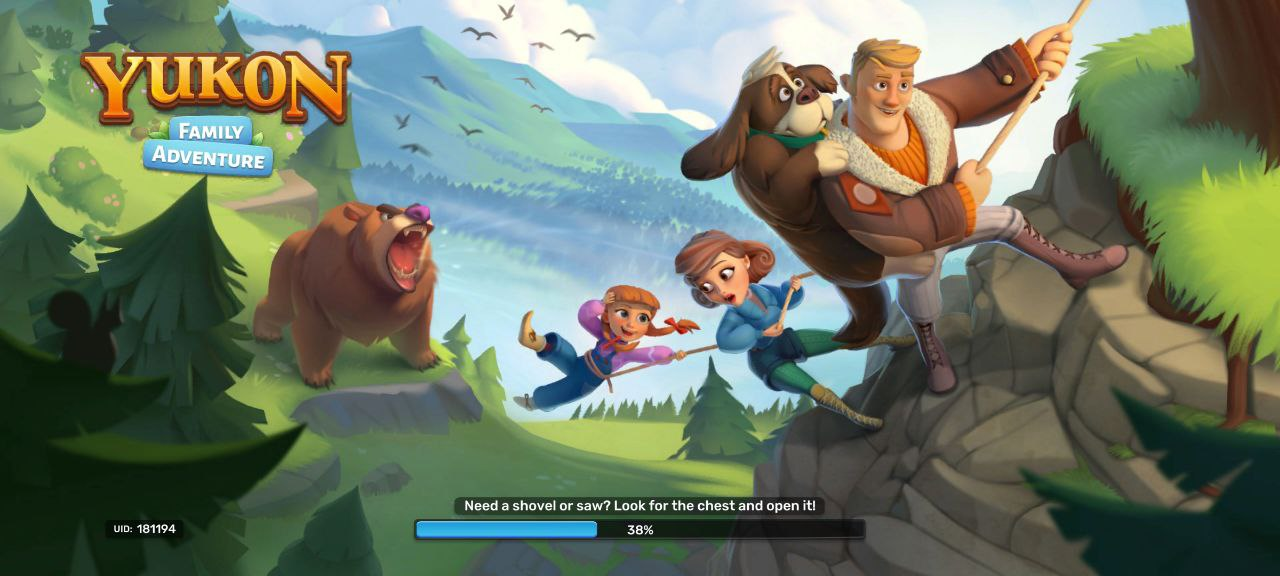 YUKON
FAMILY
ADVENTURE
Need a shovel or saw? Look for the chest and open it!
UID: 181194
38%